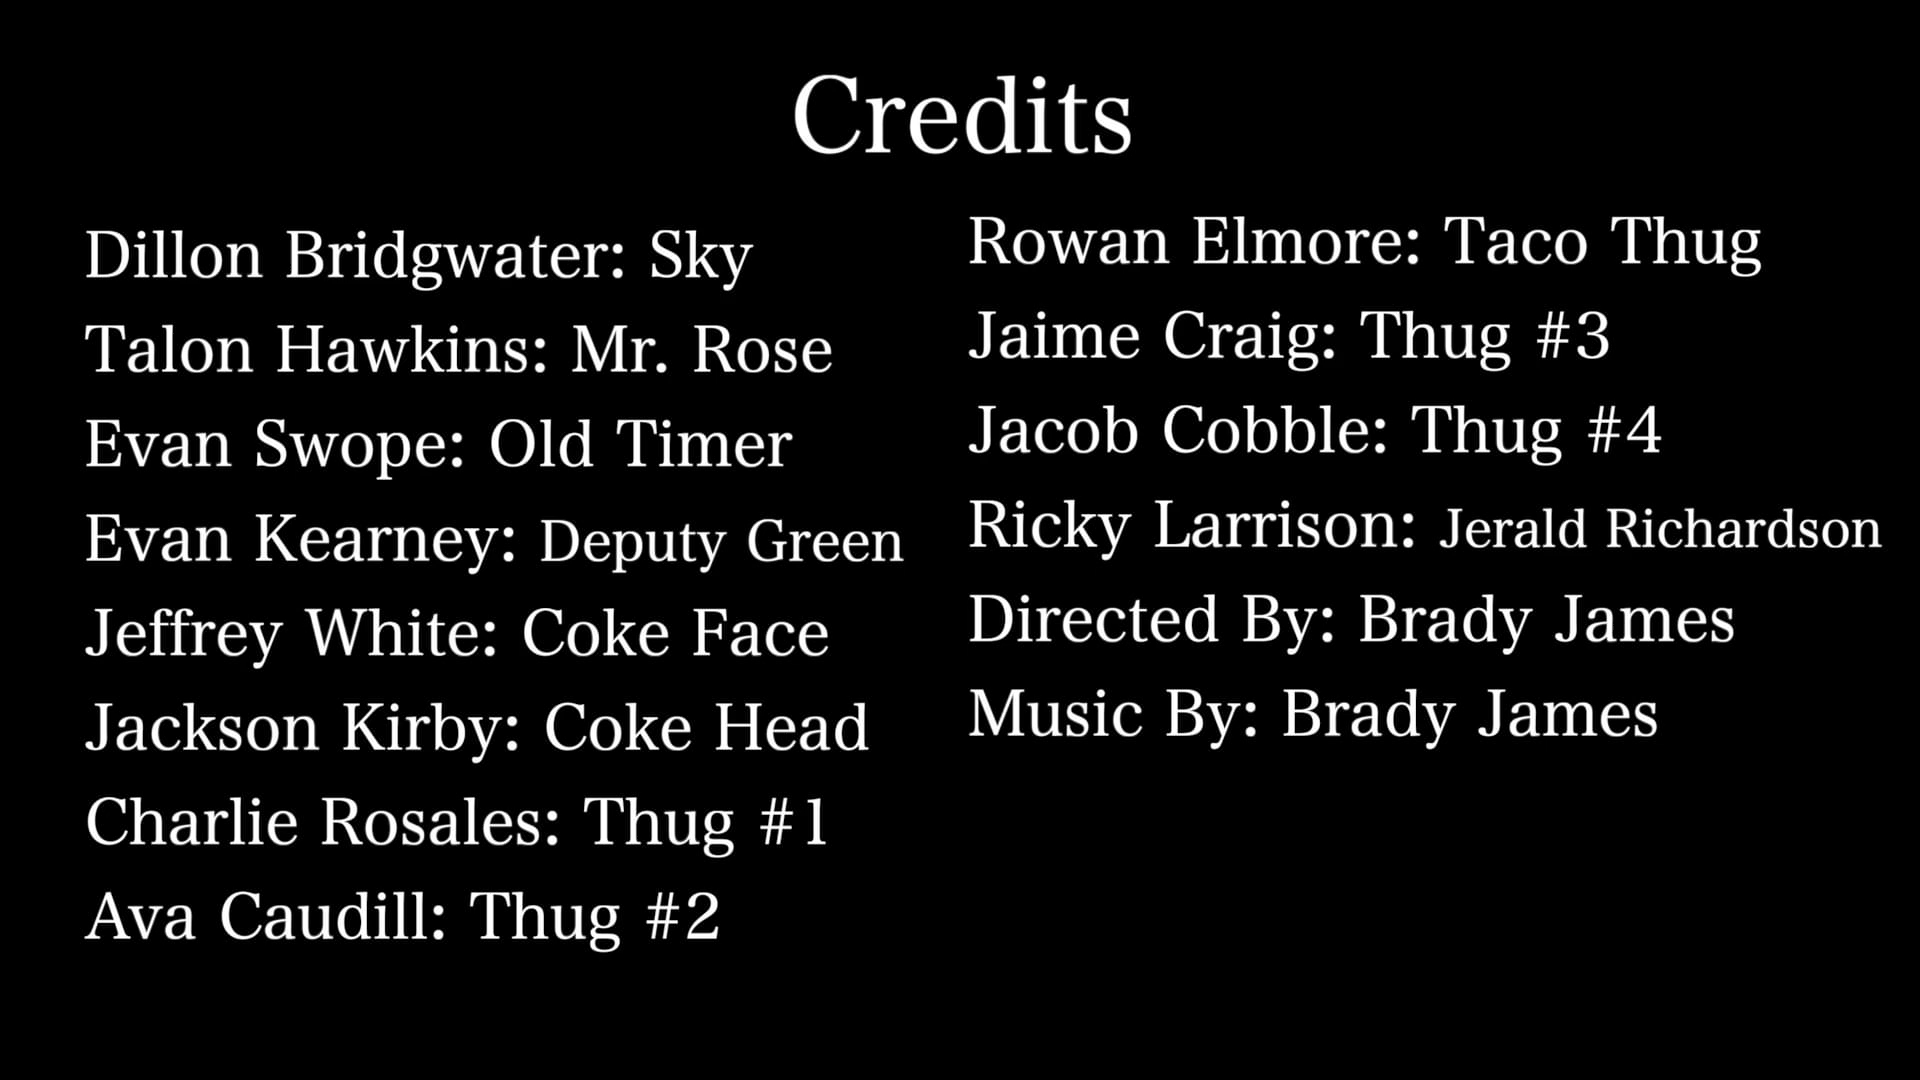 Credits
Dillon Bridgwater: Sky
Talon Hawkins: Mr. Rose
Evan Swope: Old Timer
Evan Kearney: Deputy Green
Jeffrey White: Coke Face
Jackson Kirby: Coke Head
Charlie Rosales: Thug #1
Ava Caudill: Thug #2
Rowan Elmore: Taco Thug
Jaime Craig: Thug #3
Jacob Cobble: Thug #4
Ricky Larrison: Jerald Richardson
Directed By: Brady James
Music By: Brady James